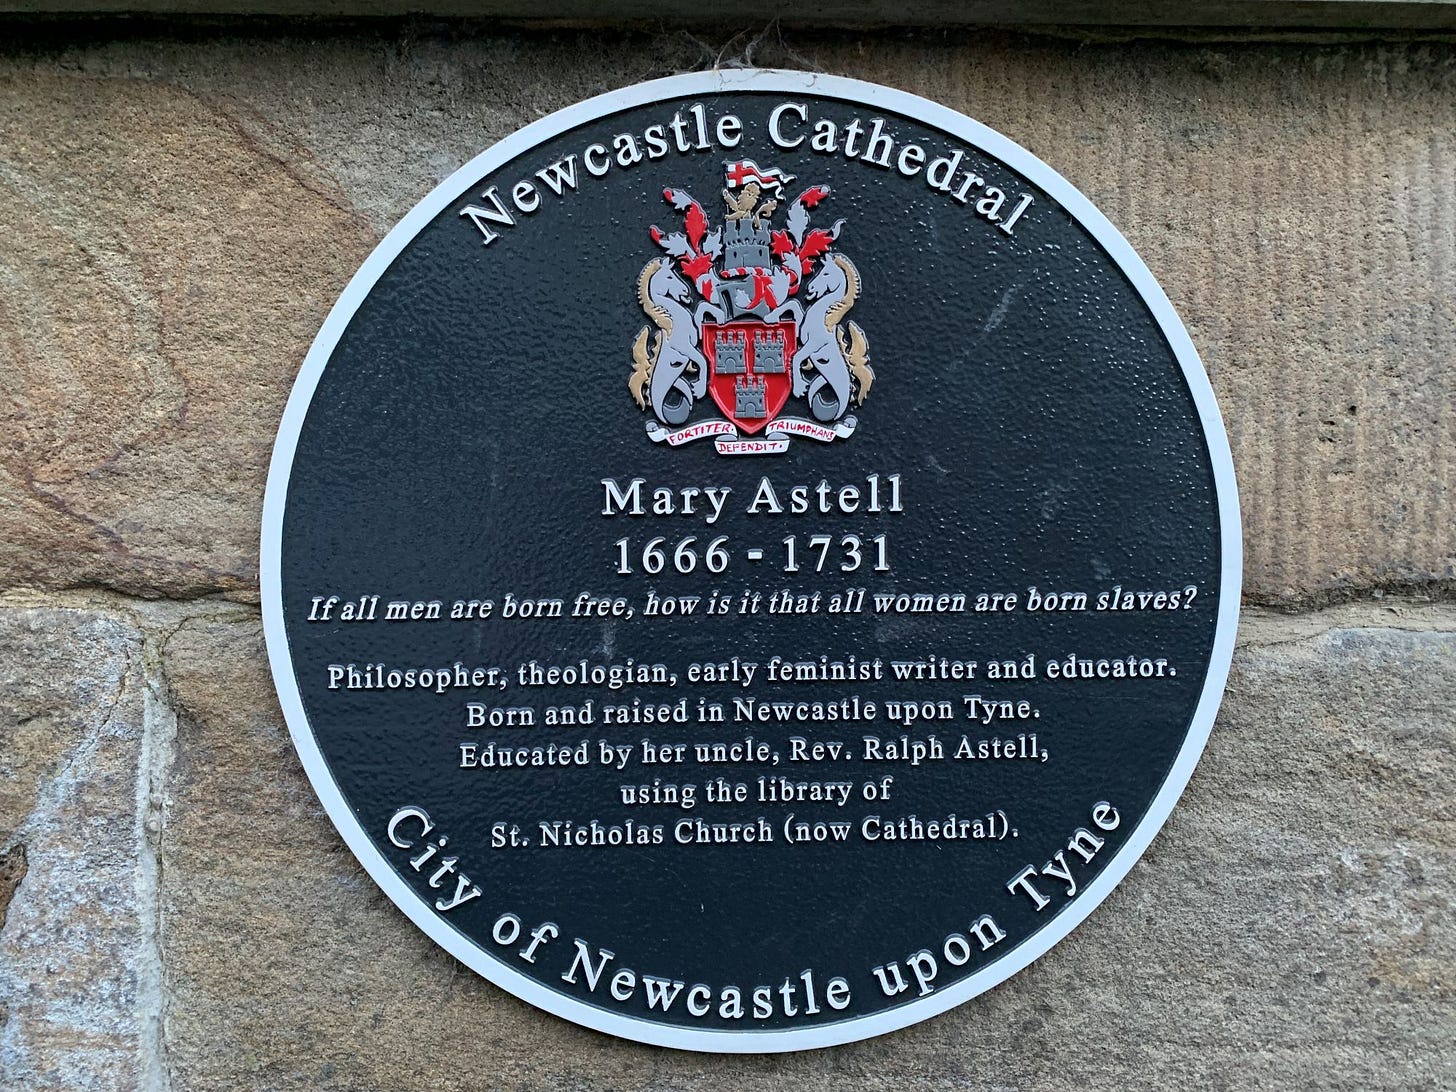 Newcastle Cathedral
FORTITER. DEFENDIT. TRIUMPHANS
Mary Astell
1666 - 1731
If all men are born free, how is it that all women are born slaves?
Philosopher, theologian, early feminist writer and educator.
Born and raised in Newcastle upon Tyne.
Educated by her uncle, Rev. Ralph Astell,
using the library of
St. Nicholas Church (now Cathedral).
City of Newcastle upon Tyne